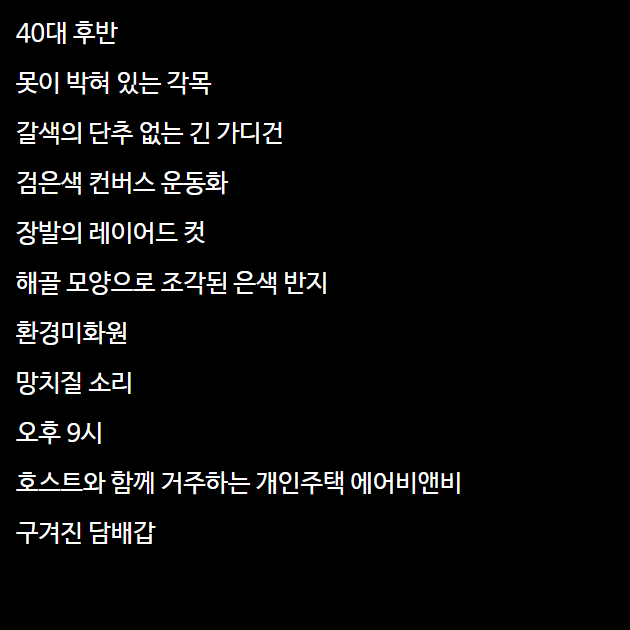 40대 후반
못이 박혀 있는 각목
갈색의 단추 없는 긴 가디건
검은색 컨버스 운동화
장발의 레이어드 컷
해골 모양으로 조각된 은색 반지
환경미화원
망치질 소리
오후 9시
호스트와 함께 거주하는 개인주택 에어비앤비
구겨진 담배갑